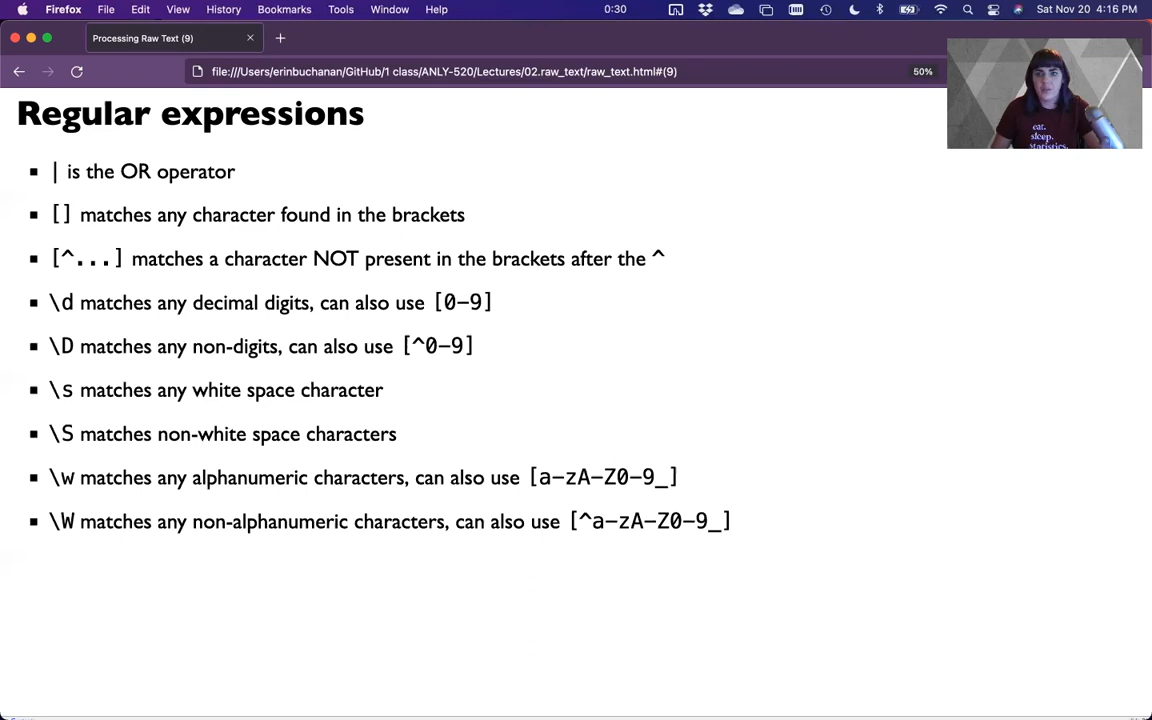 Firefox File Edit View History Bookmarks Tools Window Help 0:30 Sat Nov 20 4:16 PM
Processing Raw Text (9)
file:///Users/erinbuchanan/GitHub/1 class/ANLY-520/Lectures/02.raw_text/raw_text.html#(9) 50%
eat.
sleep.
statistics.
Regular expressions
▪ | is the OR operator
▪ [] matches any character found in the brackets
▪ [^...] matches a character NOT present in the brackets after the ^
▪ \d matches any decimal digits, can also use [0-9]
▪ \D matches any non-digits, can also use [^0-9]
▪ \s matches any white space character
▪ \S matches non-white space characters
▪ \w matches any alphanumeric characters, can also use [a-zA-Z0-9_]
▪ \W matches any non-alphanumeric characters, can also use [^a-zA-Z0-9_]